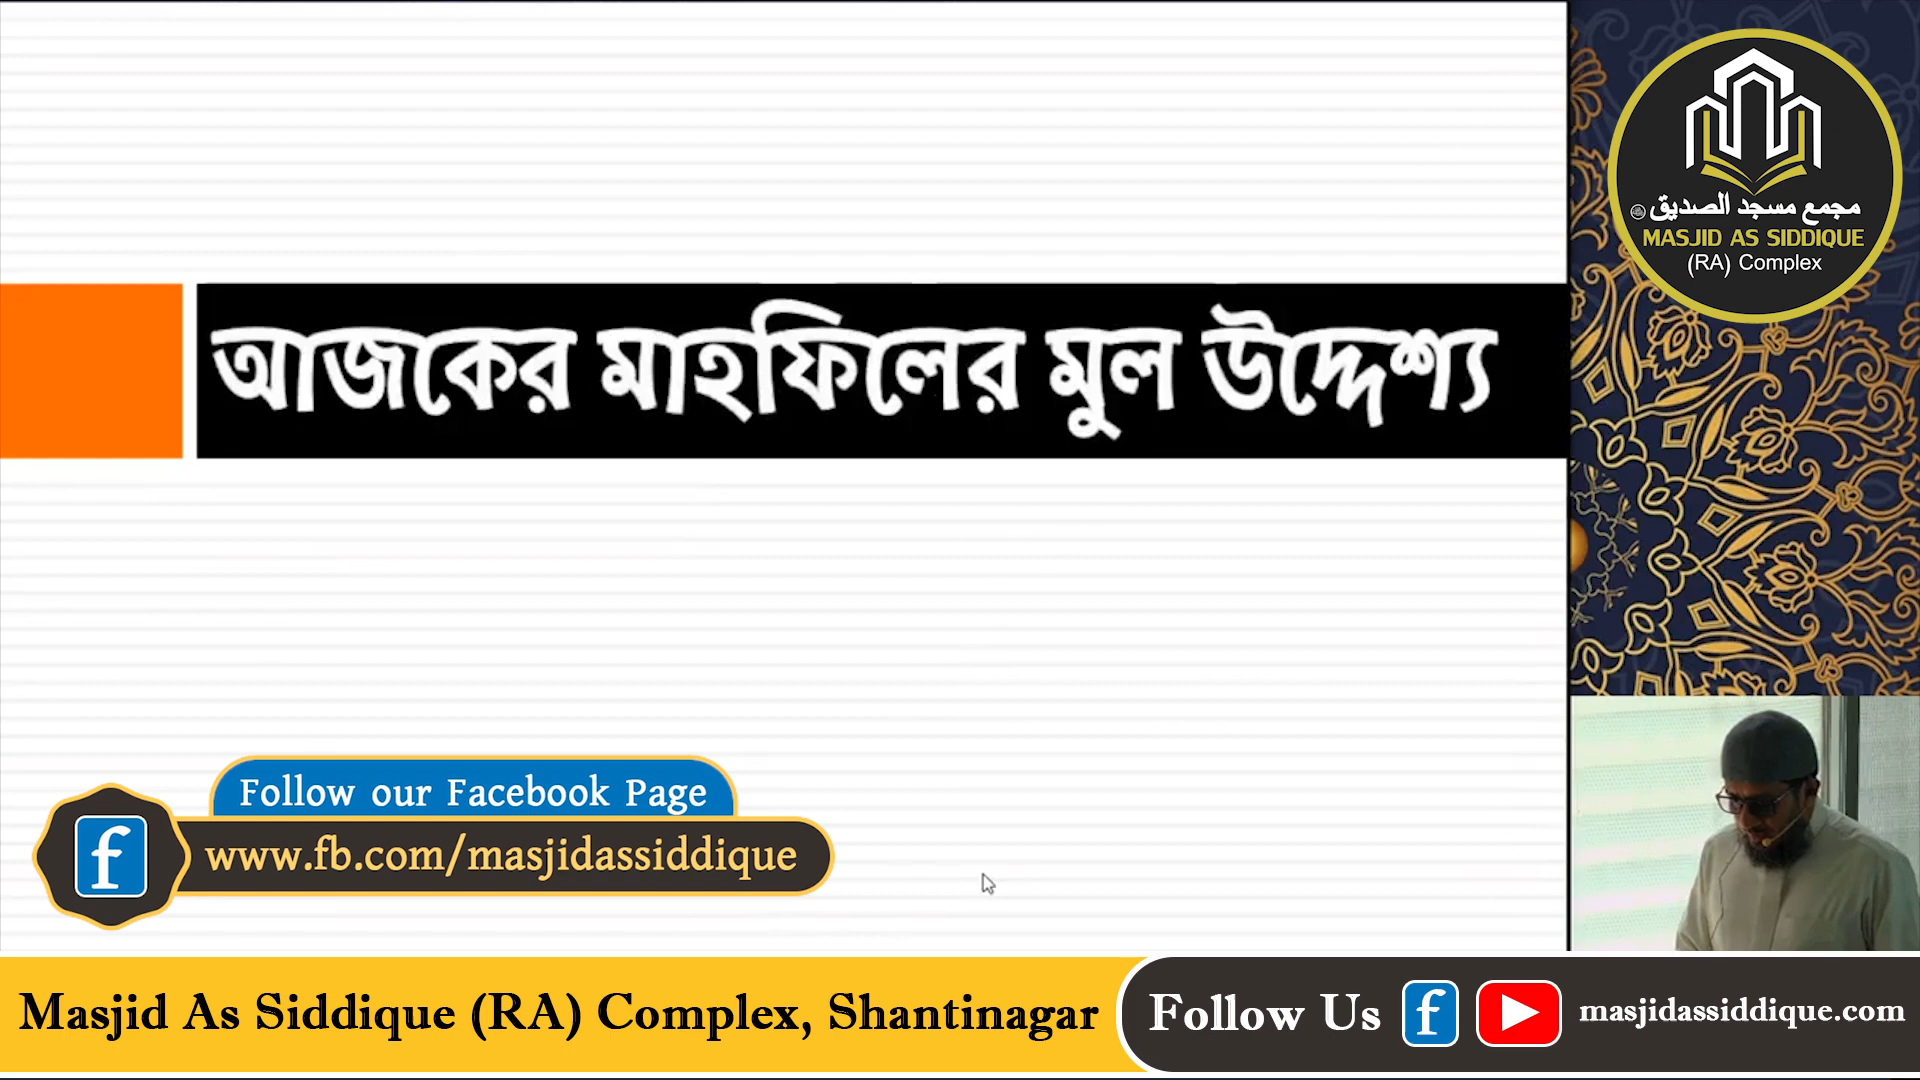 আজকের মাহফিলের মুল উদ্দেশ্য
مجمع مسجد الصديق
MASJID AS SIDDIQUE
(RA) Complex
Follow our Facebook Page
f
www.fb.com/masjidassiddique
Masjid As Siddique (RA) Complex, Shantinagar
Follow Us f masjidassiddique.com